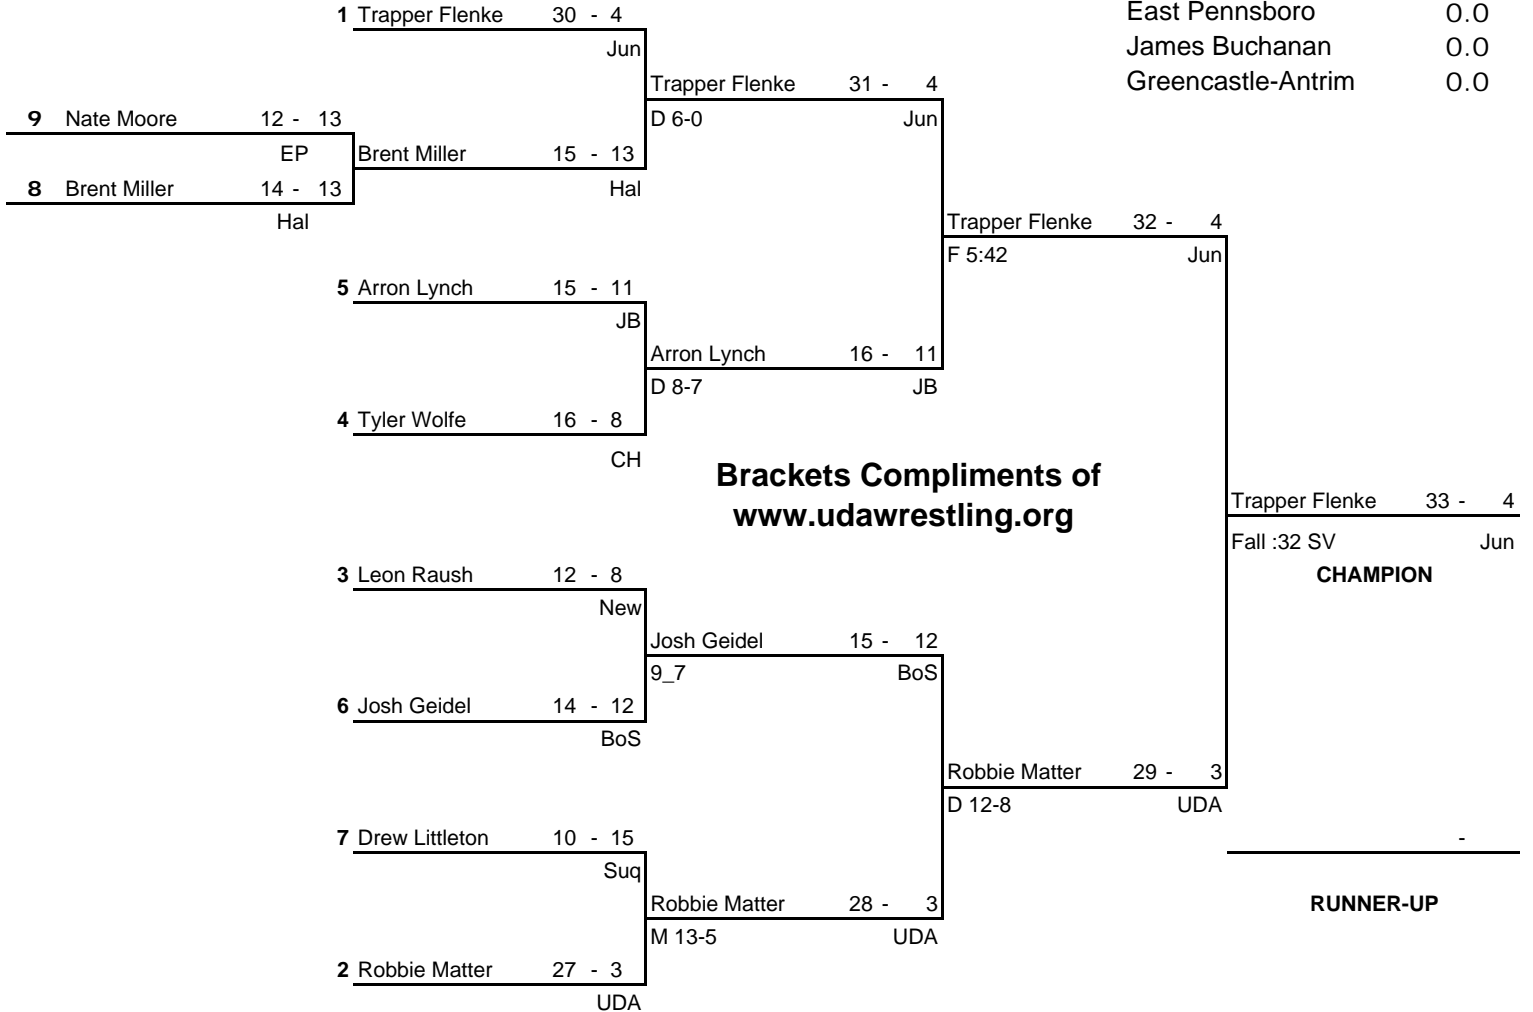 1 Trapper Flenke 30 - 4
East Pennsboro 0.0
Jun
James Buchanan 0.0
Trapper Flenke 31 - 4
Greencastle-Antrim 0.0
9 Nate Moore 12 - 13
D 6-0 Jun
EP
Brent Miller 15 - 13
8 Brent Miller 14 - 13
Hal
Hal
Trapper Flenke 32 - 4
F 5:42 Jun
5 Arron Lynch 15 - 11
JB
Arron Lynch 16 - 11
D 8-7 JB
4 Tyler Wolfe 16 - 8
CH
Brackets Compliments of
www.udawrestling.org
Trapper Flenke 33 - 4
Fall :32 SV Jun
CHAMPION
3 Leon Raush 12 - 8
New
Josh Geidel 15 - 12
9_7 BoS
6 Josh Geidel 14 - 12
BoS
Robbie Matter 29 - 3
D 12-8 UDA
7 Drew Littleton 10 - 15
-
Suq
Robbie Matter 28 - 3
RUNNER-UP
M 13-5 UDA
2 Robbie Matter 27 - 3
UDA